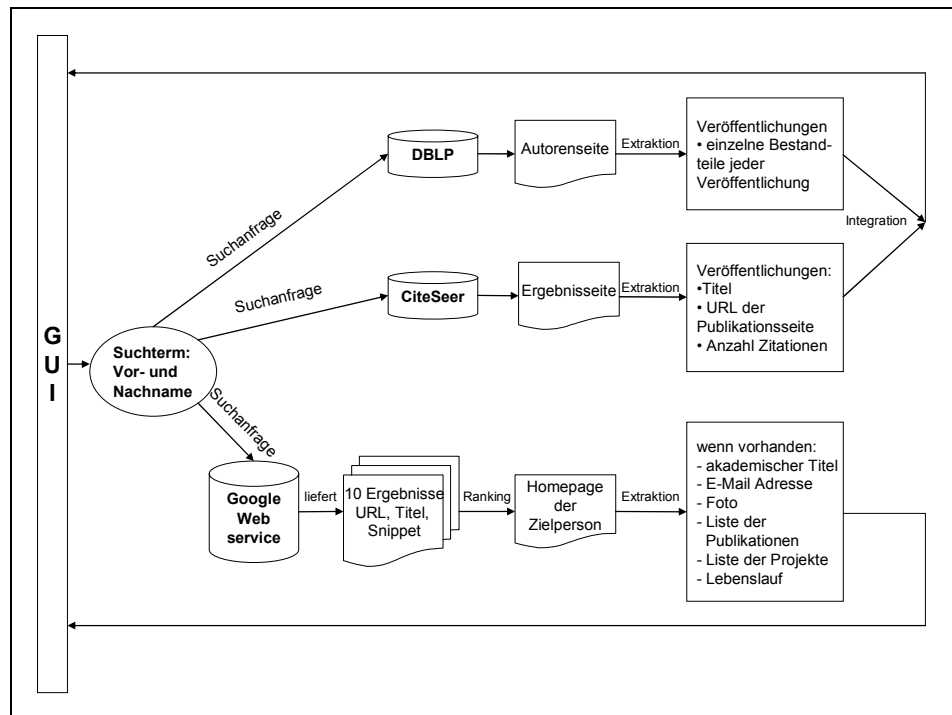 G
U
I
Suchterm:
Vor- und
Nachname
Suchanfrage
DBLP
Autorenseite
Extraktion
Veröffentlichungen
• einzelne Bestand-
teile jeder
Veröffentlichung
Integration
Suchanfrage
CiteSeer
Ergebnisseite
Extraktion
Veröffentlichungen:
•Titel
• URL der
Publikationsseite
• Anzahl Zitationen
Suchanfrage
Google
Web
service
liefert
10 Ergebnisse
URL, Titel,
Snippet
Ranking
Homepage
der
Zielperson
Extraktion
wenn vorhanden:
- akademischer Titel
- E-Mail Adresse
- Foto
- Liste der
Publikationen
- Liste der Projekte
- Lebenslauf